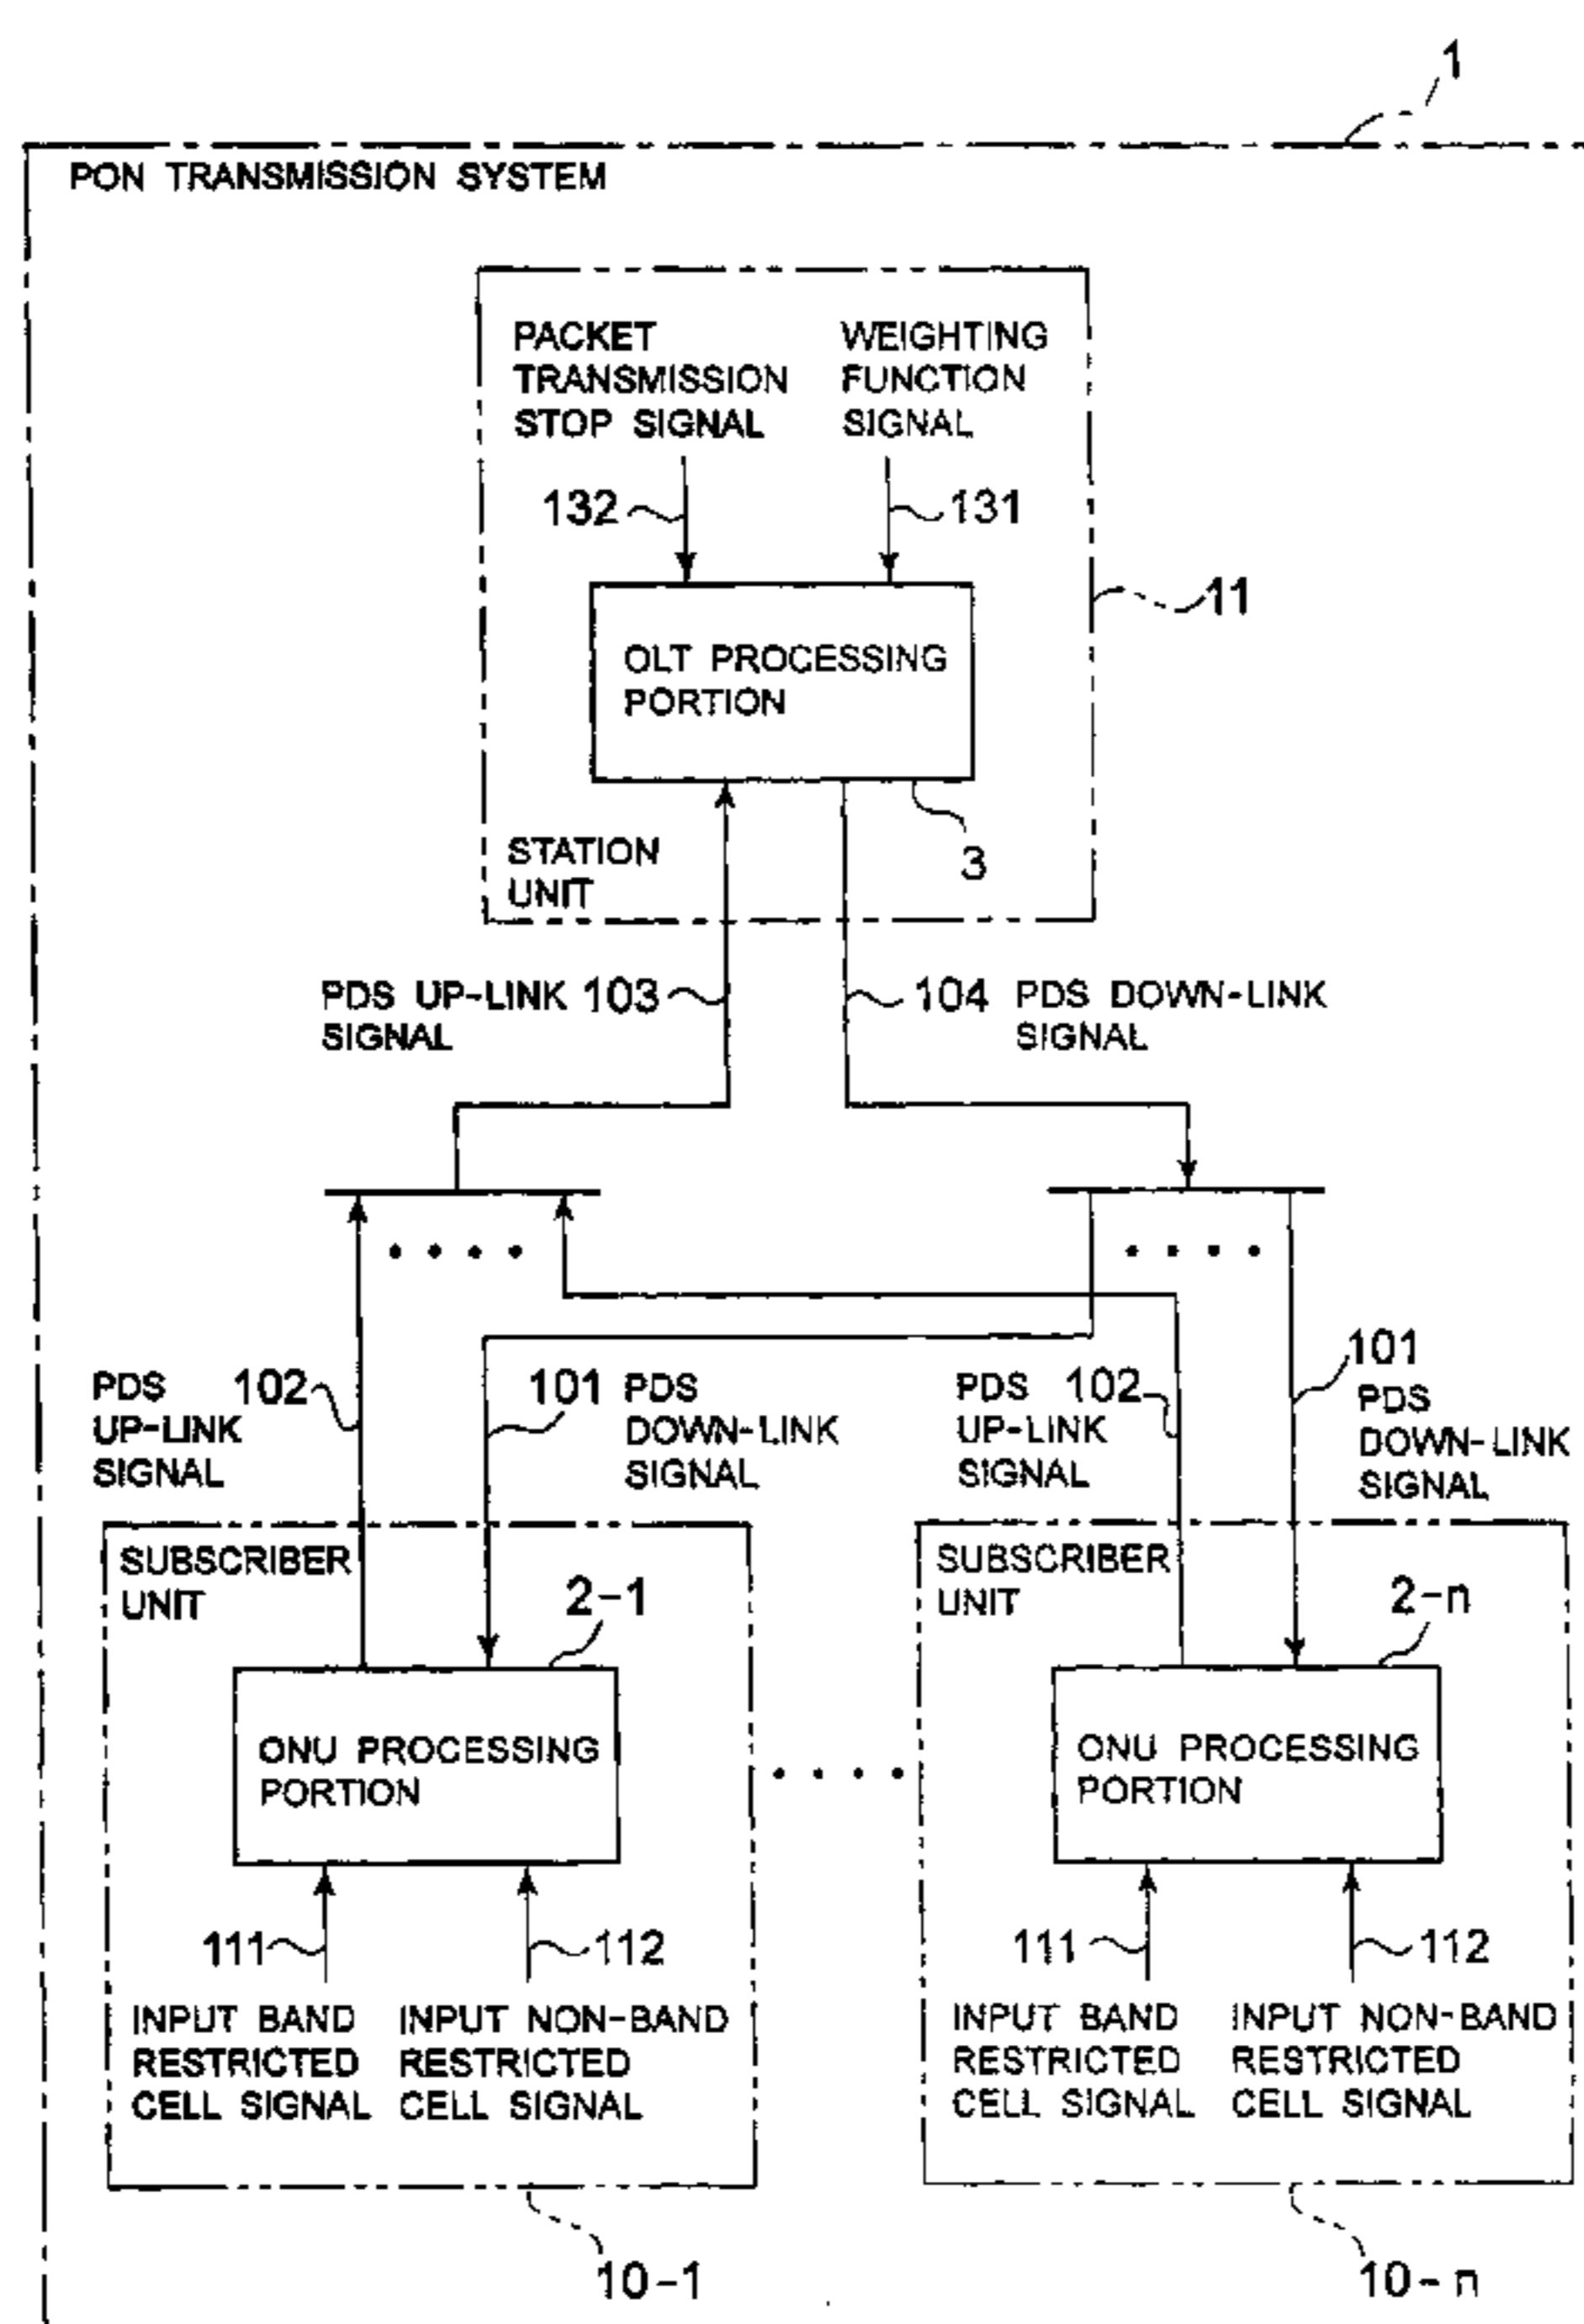 1
PON TRANSMISSION SYSTEM
PACKET
TRANSMISSION
STOP SIGNAL
WEIGHTING
FUNCTION
SIGNAL
132
131
11
OLT PROCESSING
PORTION
3
STATION
UNIT
PDS UP-LINK
SIGNAL
103
104
PDS DOWN-LINK
SIGNAL
PDS
UP-LINK
SIGNAL
102
101
PDS
DOWN-LINK
SIGNAL
PDS
UP-LINK
SIGNAL
102
101
PDS
DOWN-LINK
SIGNAL
SUBSCRIBER
UNIT
2-1
ONU PROCESSING
PORTION
111
112
INPUT BAND
RESTRICTED
CELL SIGNAL
INPUT NON-BAND
RESTRICTED
CELL SIGNAL
10-1
SUBSCRIBER
UNIT
2-n
ONU PROCESSING
PORTION
111
112
INPUT BAND
RESTRICTED
CELL SIGNAL
INPUT NON-BAND
RESTRICTED
CELL SIGNAL
10-n